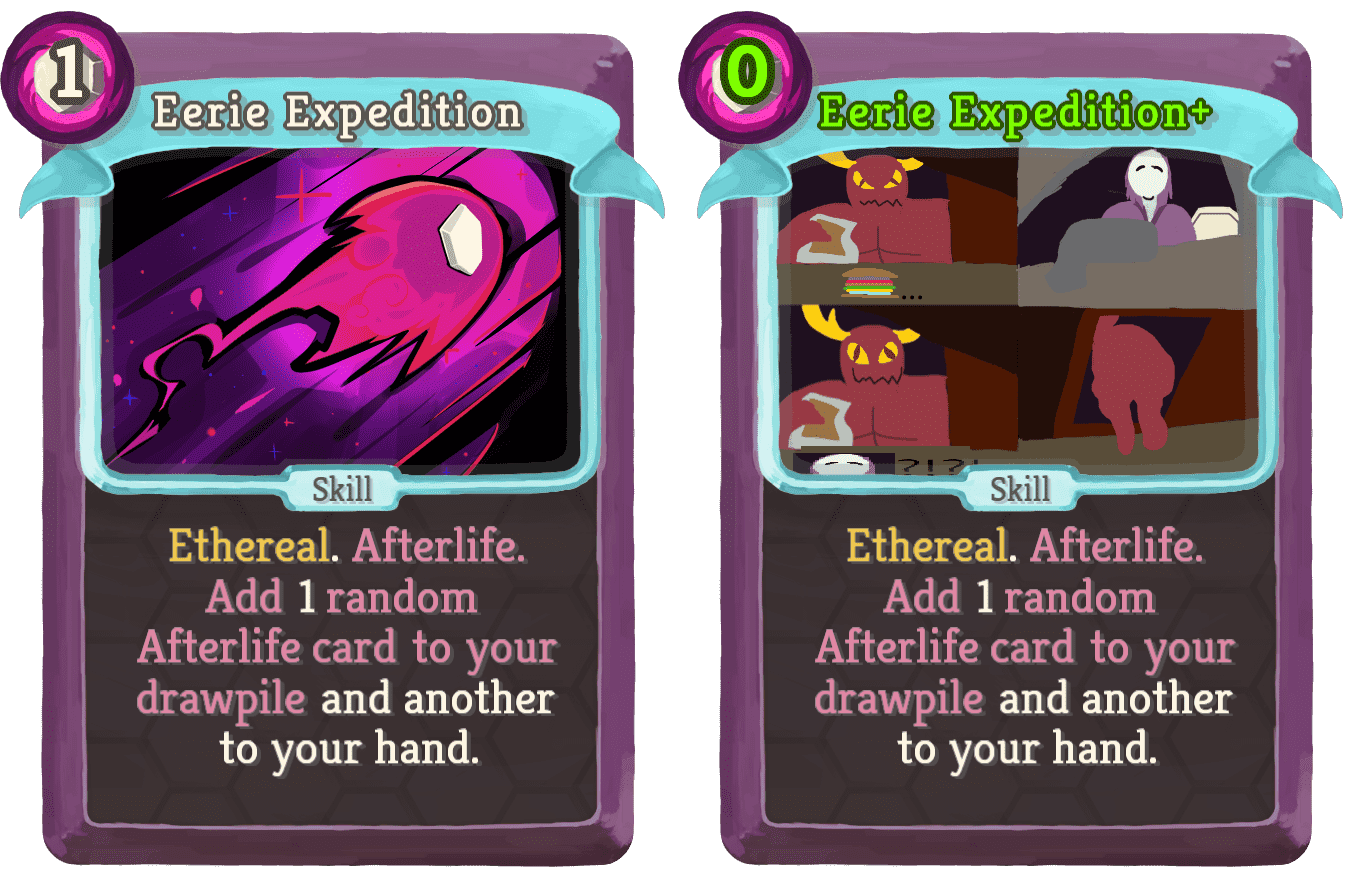 1
Eerie Expedition
Skill
Ethereal. Afterlife.
Add 1 random
Afterlife card to your
drawpile and another
to your hand.
0
Eerie Expedition+
...
?!?!
Skill
Ethereal. Afterlife.
Add 1 random
Afterlife card to your
drawpile and another
to your hand.